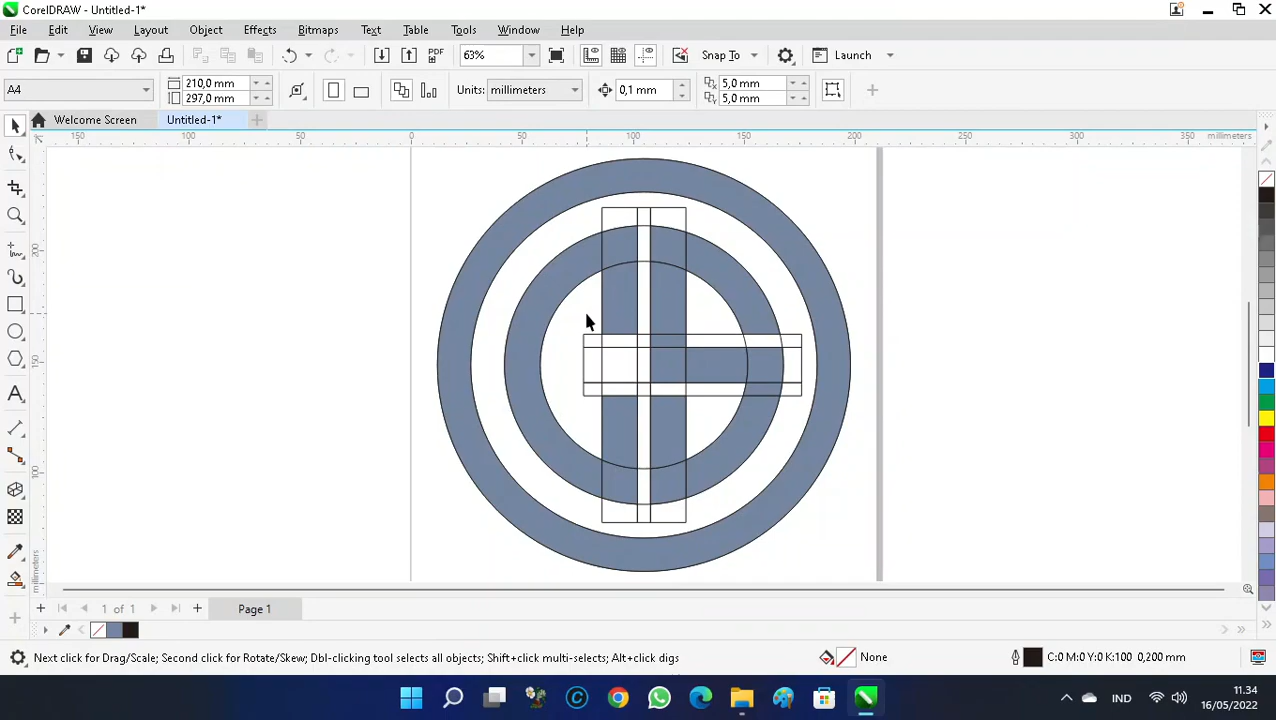 CorelDRAW - Untitled-1*
File Edit View Layout Object Effects Bitmaps Text Table Tools Window Help
PDF 63% Snap To Launch
A4 210,0 mm 297,0 mm Units: millimeters 0,1 mm 5,0 mm 5,0 mm
Welcome Screen Untitled-1*
150 100 50 0 50 100 150 200 250 300 350 millimeters
200
150
100
millimeters
1 of 1 Page 1
Next click for Drag/Scale; Second click for Rotate/Skew; Dbl-clicking tool selects all objects; Shift+click multi-selects; Alt+click digs None C:0 M:0 Y:0 K:100 0,200 mm
IND 11.34
16/05/2022